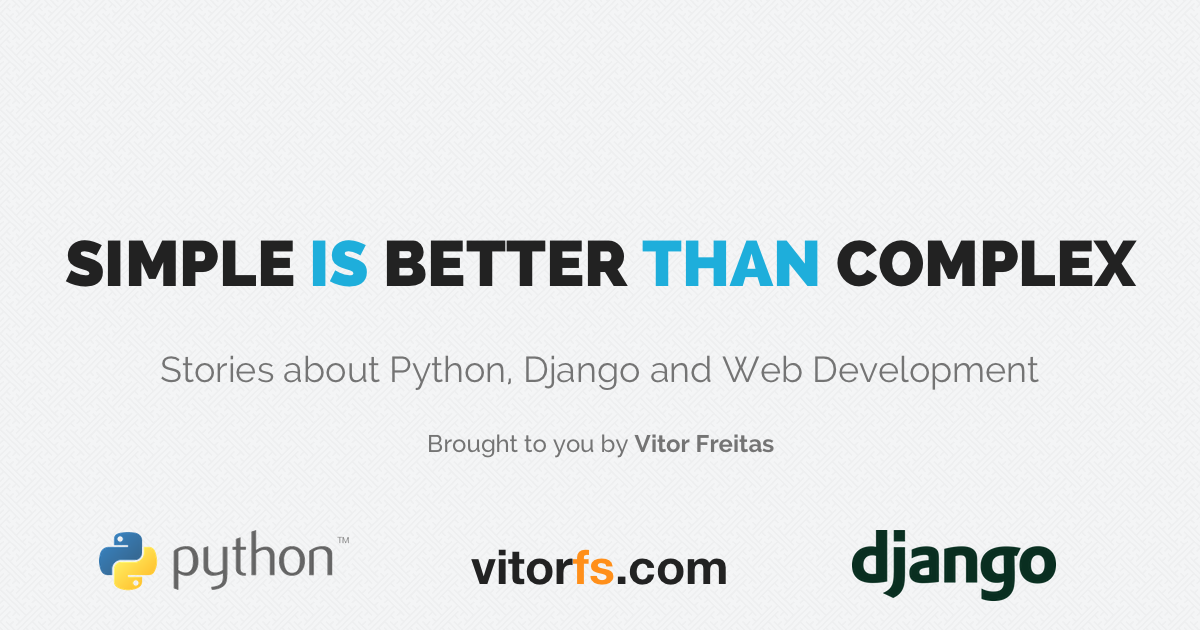 SIMPLE IS BETTER THAN COMPLEX
Stories about Python, Django and Web Development
Brought to you by Vitor Freitas
python™ vitorfs.com django